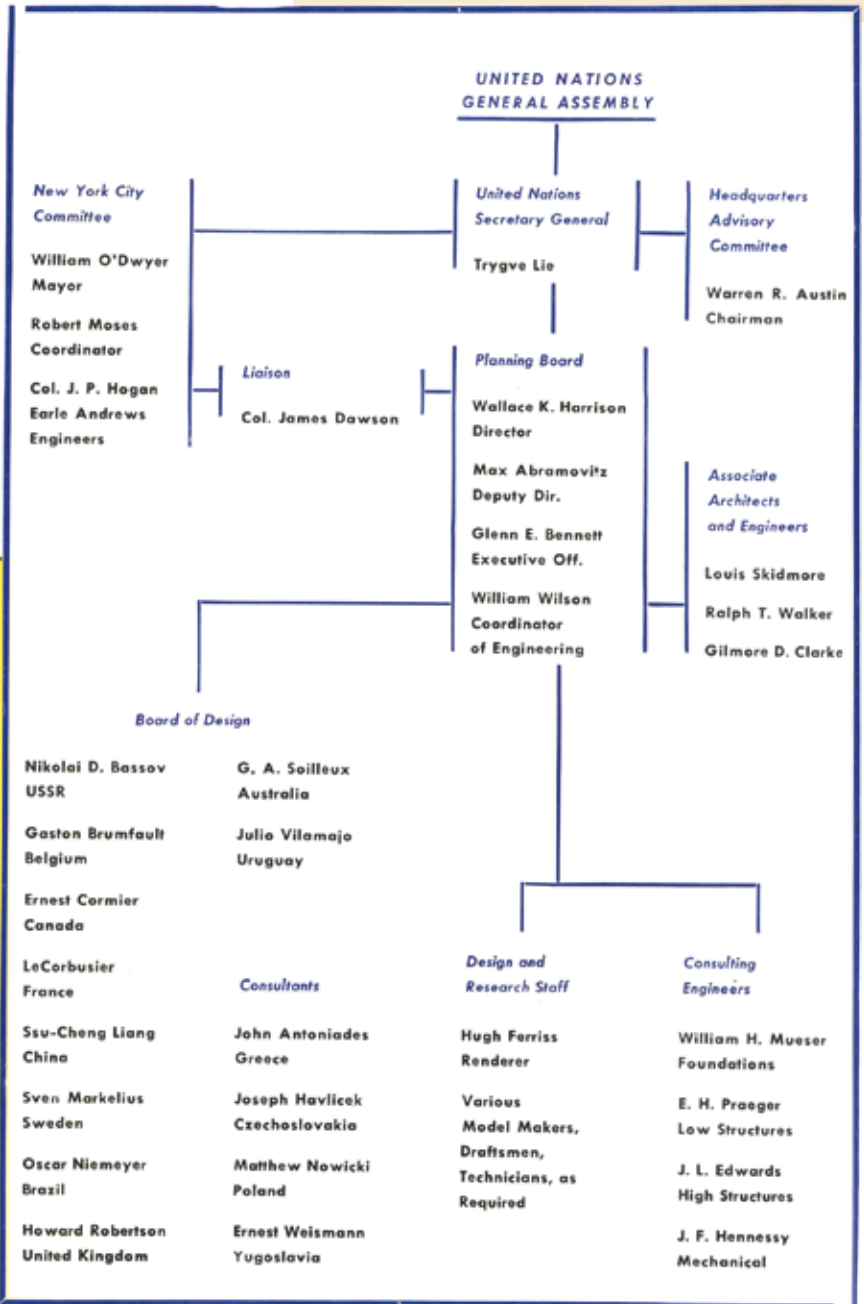 UNITED NATIONS
GENERAL ASSEMBLY
New York City
Committee
William O'Dwyer
Mayor
Robert Moses
Coordinator
Col. J. P. Hogan
Earle Andrews
Engineers
United Nations
Secretary General
Trygve Lie
Headquarters
Advisory
Committee
Warren R. Austin
Chairman
Liaison
Col. James Dawson
Planning Board
Wallace K. Harrison
Director
Max Abramovitz
Deputy Dir.
Glenn E. Bennett
Executive Off.
William Wilson
Coordinator
of Engineering
Associate
Architects
and Engineers
Louis Skidmore
Ralph T. Walker
Gilmore D. Clarke
Board of Design
Nikolai D. Bassov
USSR
Gaston Brumfault
Belgium
Ernest Cormier
Canada
LeCorbusier
France
Ssu-Cheng Liang
China
Sven Markelius
Sweden
Oscar Niemeyer
Brazil
Howard Robertson
United Kingdom
G. A. Soilleux
Australia
Julio Vilamajo
Uruguay
Consultants
John Antoniades
Greece
Joseph Havlicek
Czechoslovakia
Matthew Nowicki
Poland
Ernest Weismann
Yugoslavia
Design and
Research Staff
Hugh Ferriss
Renderer
Various
Model Makers,
Draftsmen,
Technicians, as
Required
Consulting
Engineers
William H. Mueser
Foundations
E. H. Praeger
Low Structures
J. L. Edwards
High Structures
J. F. Hennessy
Mechanical